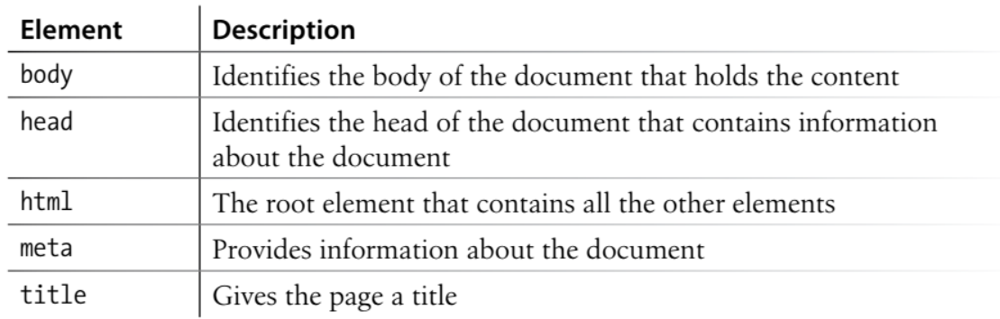 Element Description
body Identifies the body of the document that holds the content
head Identifies the head of the document that contains information
about the document
html The root element that contains all the other elements
meta Provides information about the document
title Gives the page a title